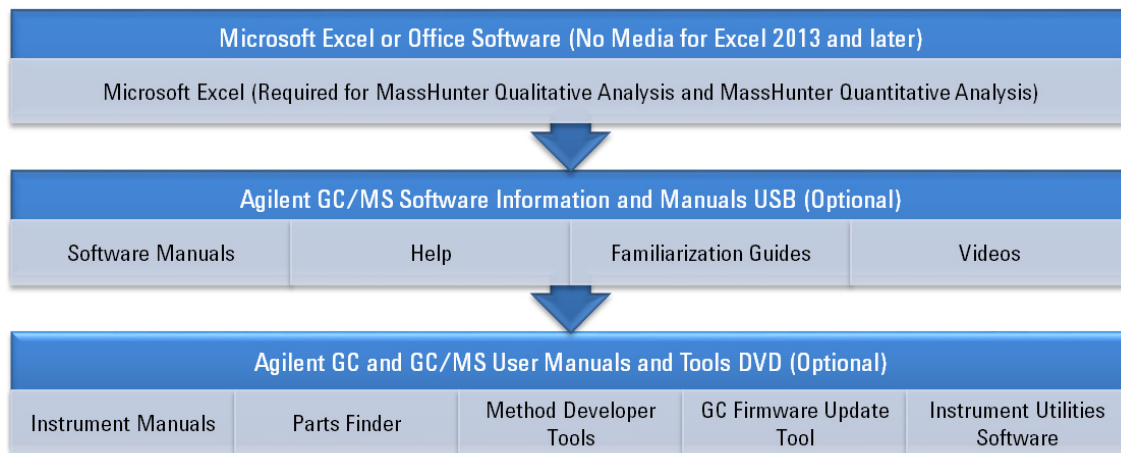 Microsoft Excel or Office Software (No Media for Excel 2013 and later)
Microsoft Excel (Required for MassHunter Qualitative Analysis and MassHunter Quantitative Analysis)
Agilent GC/MS Software Information and Manuals USB (Optional)
Software Manuals
Help
Familiarization Guides
Videos
Agilent GC and GC/MS User Manuals and Tools DVD (Optional)
Instrument Manuals
Parts Finder
Method Developer
Tools
GC Firmware Update
Tool
Instrument Utilities
Software